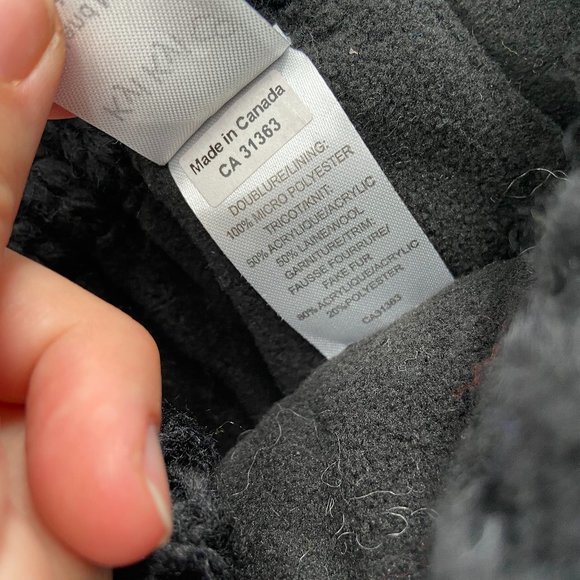 Made in Canada
CA 31363
DOUBLURE/LINING:
100% MICRO POLYESTER
TRICOT/KNIT:
50% ACRYLIQUE/ACRYLIC
50% LAINE/WOOL
GARNITURE/TRIM:
FAUSSE FOURRURE/
FAKE FUR
80% ACRYLIQUE/ACRYLIC
20%POLYESTER
CA31363